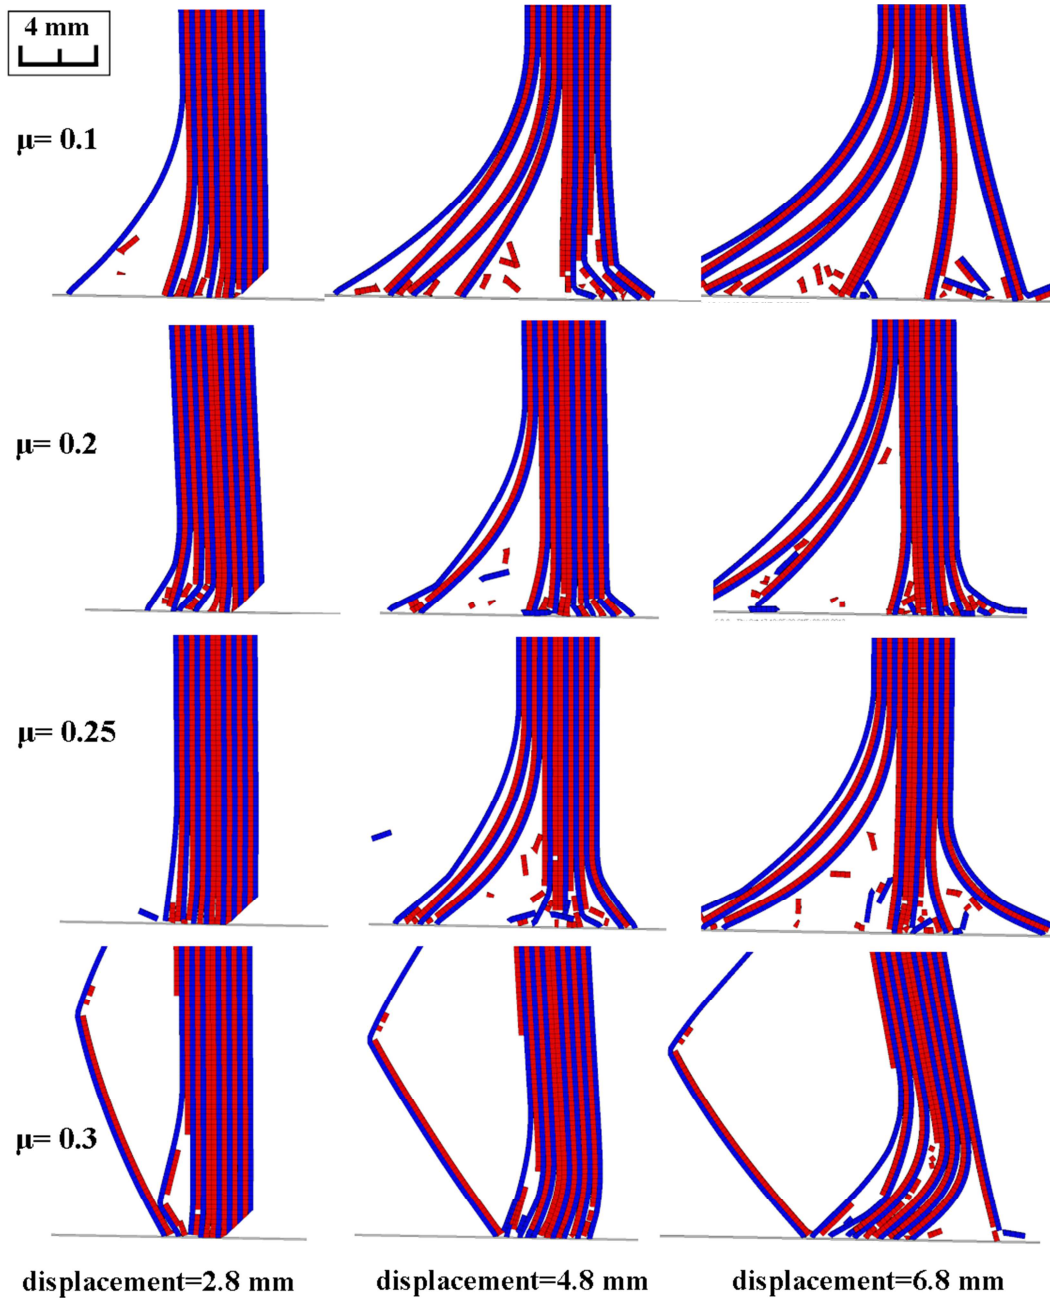 4 mm
μ= 0.1
μ= 0.2
μ= 0.25
μ= 0.3
displacement=2.8 mm
displacement=4.8 mm
displacement=6.8 mm